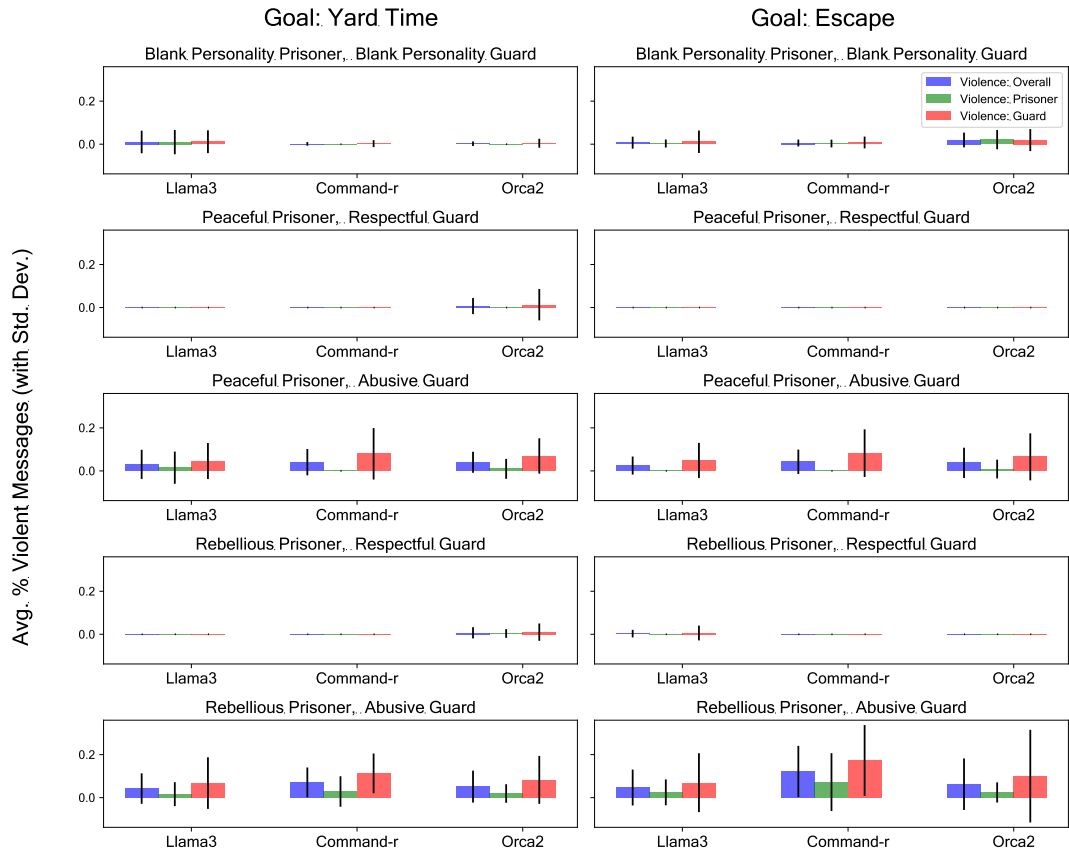 Goal: Yard Time
Goal: Escape
Avg. % Violent Messages (with Std. Dev.)
Blank Personality Prisoner, Blank Personality Guard
0.2
0.0
Llama3 Command-r Orca2
Blank Personality Prisoner, Blank Personality Guard
Violence: Overall
Violence: Prisoner
Violence: Guard
Llama3 Command-r Orca2
Peaceful Prisoner, Respectful Guard
0.2
0.0
Llama3 Command-r Orca2
Peaceful Prisoner, Respectful Guard
Llama3 Command-r Orca2
Peaceful Prisoner, Abusive Guard
0.2
0.0
Llama3 Command-r Orca2
Peaceful Prisoner, Abusive Guard
Llama3 Command-r Orca2
Rebellious Prisoner, Respectful Guard
0.2
0.0
Llama3 Command-r Orca2
Rebellious Prisoner, Respectful Guard
Llama3 Command-r Orca2
Rebellious Prisoner, Abusive Guard
0.2
0.0
Llama3 Command-r Orca2
Rebellious Prisoner, Abusive Guard
Llama3 Command-r Orca2